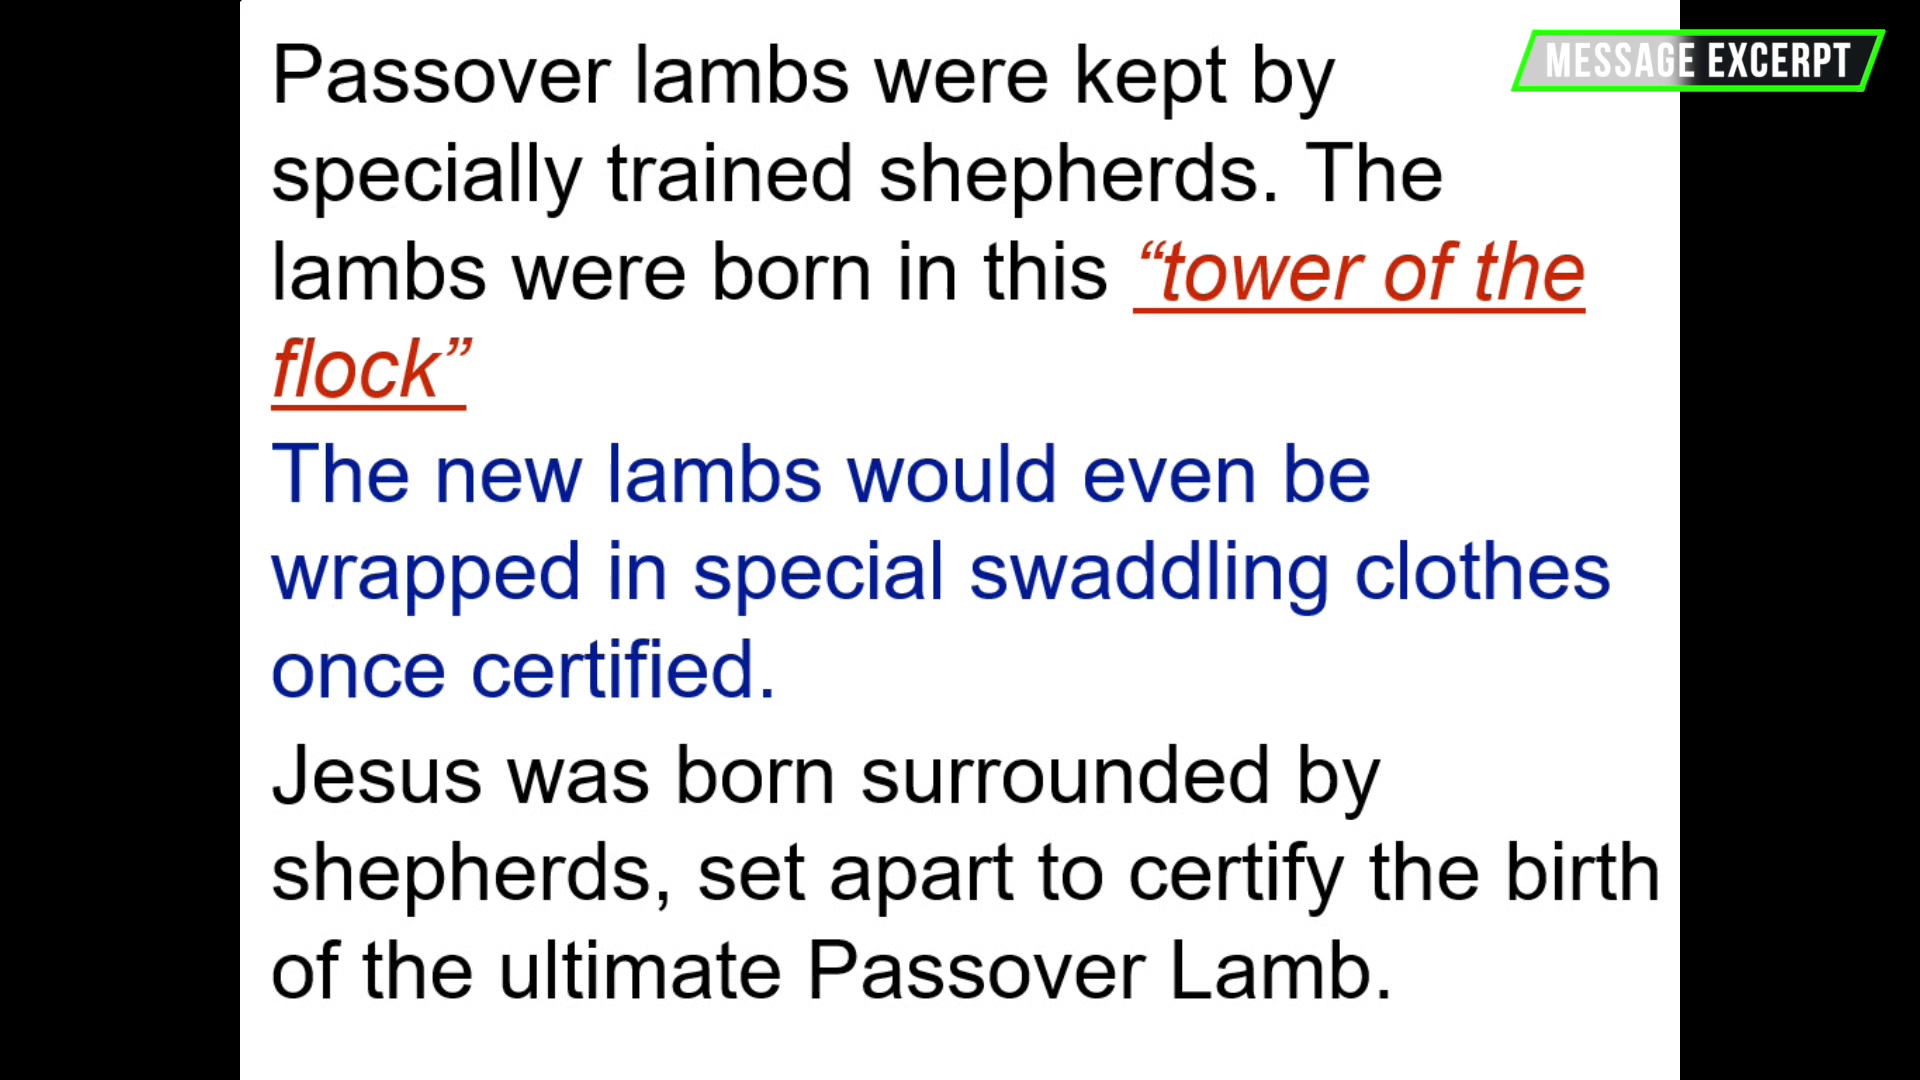 Passover lambs were kept by
specially trained shepherds. The
lambs were born in this “tower of the
flock”
The new lambs would even be
wrapped in special swaddling clothes
once certified.
Jesus was born surrounded by
shepherds, set apart to certify the birth
of the ultimate Passover Lamb.
MESSAGE EXCERPT